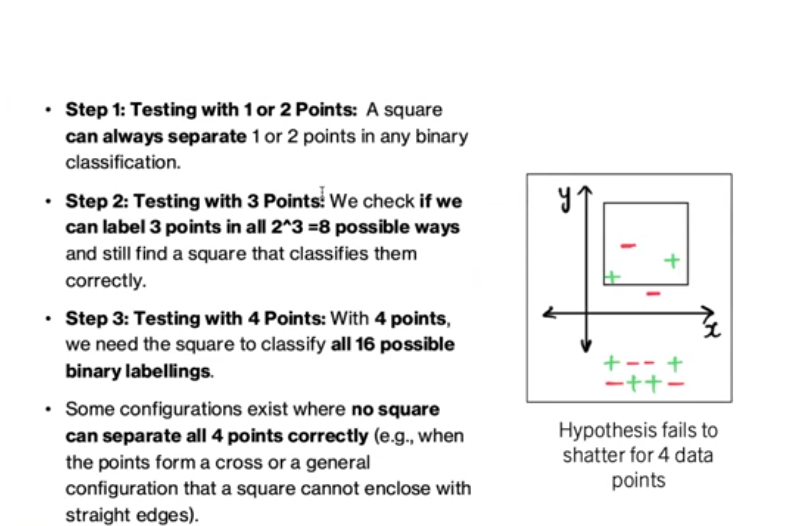 • Step 1: Testing with 1 or 2 Points: A square
can always separate 1 or 2 points in any binary
classification.
• Step 2: Testing with 3 Points: We check if we
can label 3 points in all 2^3 =8 possible ways
and still find a square that classifies them
correctly.
• Step 3: Testing with 4 Points: With 4 points,
we need the square to classify all 16 possible
binary labellings.
• Some configurations exist where no square
can separate all 4 points correctly (e.g., when
the points form a cross or a general
configuration that a square cannot enclose with
straight edges).
y
−
+
+
−
x
+ − − +
− + + −
Hypothesis fails to
shatter for 4 data
points